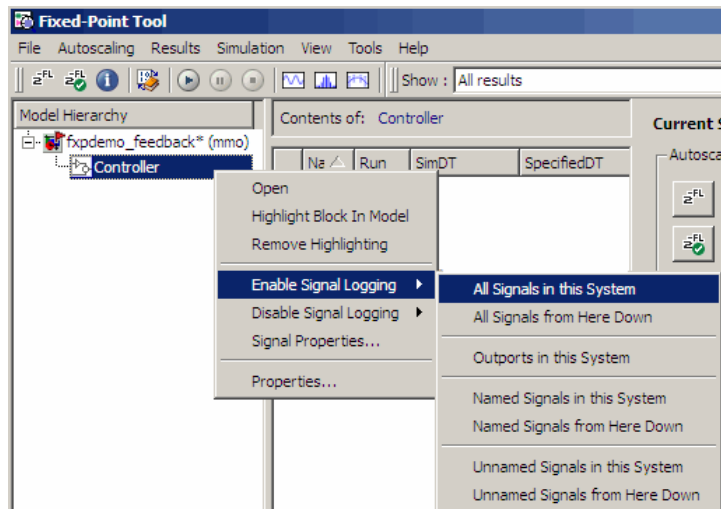 Fixed-Point Tool
File Autoscaling Results Simulation View Tools Help
Show : All results
Model Hierarchy
Contents of: Controller
Current S
fxpdemo_feedback* (mmo)
Controller
Na Run SimDT SpecifiedDT
Autosca
Open
Highlight Block In Model
Remove Highlighting
Enable Signal Logging
Disable Signal Logging
Signal Properties...
Properties...
All Signals in this System
All Signals from Here Down
Outports in this System
Named Signals in this System
Named Signals from Here Down
Unnamed Signals in this System
Unnamed Signals from Here Down